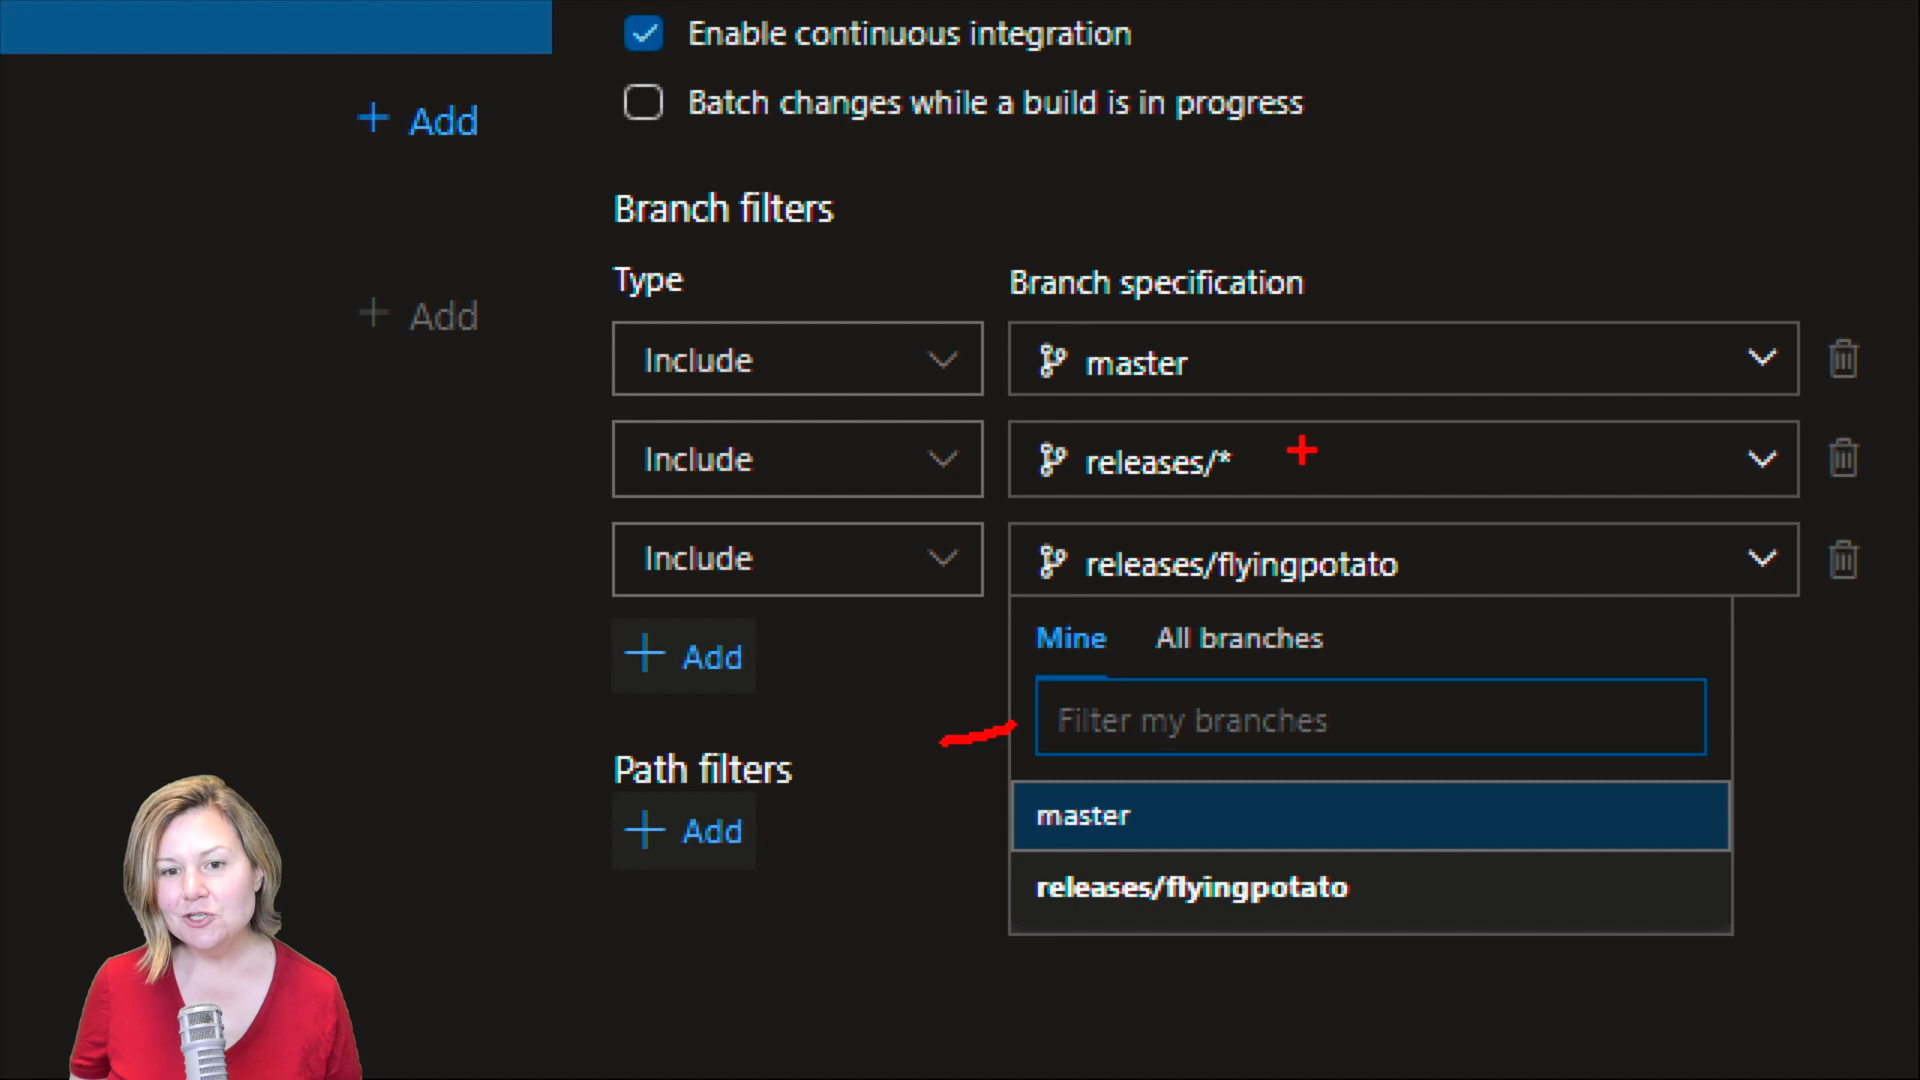 Enable continuous integration
Batch changes while a build is in progress
+ Add
Branch filters
Type
Branch specification
+ Add
Include
master
Include
releases/*
Include
releases/flyingpotato
Mine
All branches
+ Add
Filter my branches
Path filters
master
+ Add
releases/flyingpotato